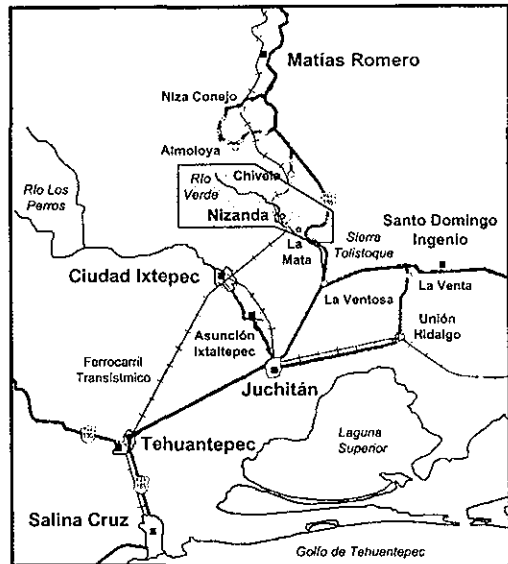 Matías Romero
Niza Conejo
Almoloya
Chivela
Río Los
Perros
Río
Verde
Nizanda
La
Mata
Sierra
Tolistoque
Santo Domingo
Ingenio
Ciudad Ixtepec
La Ventosa
La Venta
Asunción
Ixtaltepec
Unión
Hidalgo
Ferrocarril
Transístmico
Juchitán
Laguna
Superior
Tehuantepec
Salina Cruz
Golfo de Tehuantepec